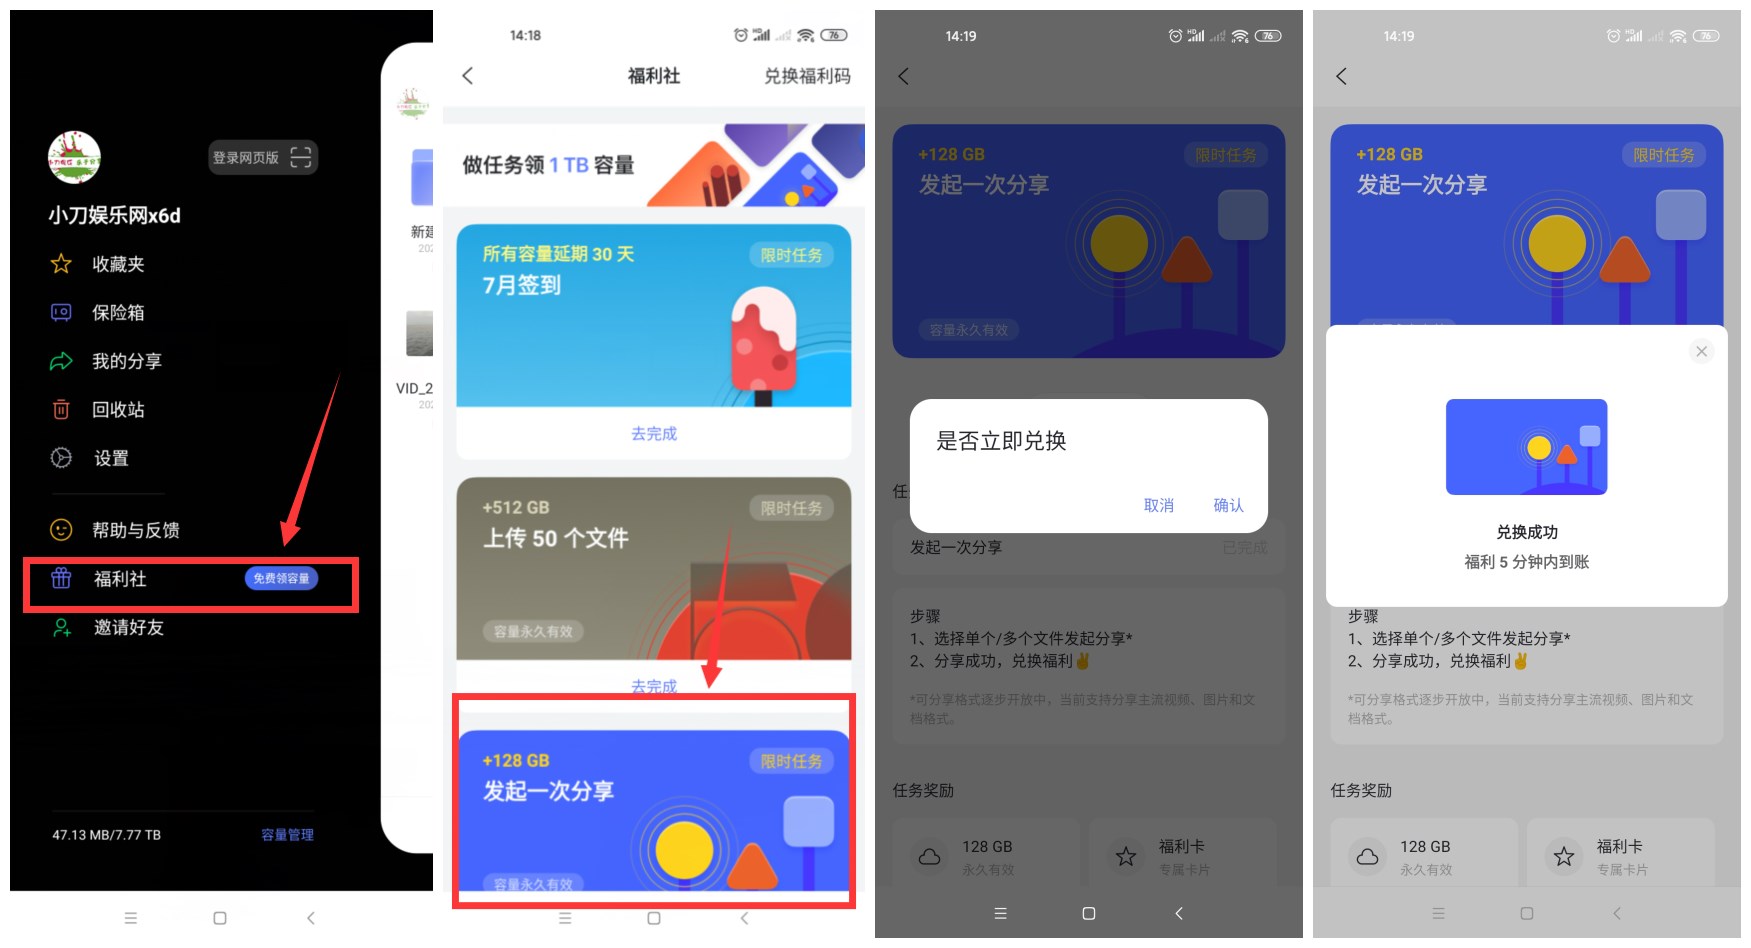 登录网页版
小刀娱乐网x6d
收藏夹
保险箱
我的分享
回收站
设置
帮助与反馈
福利社
免费领容量
邀请好友
47.13 MB/7.77 TB
容量管理
新建
202
VID_2
202
14:18
HD
76
福利社
兑换福利码
做任务领 1 TB 容量
所有容量延期 30 天
限时任务
7月签到
去完成
+512 GB
限时任务
上传 50 个文件
容量永久有效
去完成
+128 GB
限时任务
发起一次分享
容量永久有效
14:19
HD
76
+128 GB
限时任务
发起一次分享
容量永久有效
是否立即兑换
取消
确认
任
发起一次分享
已完成
步骤
1、选择单个/多个文件发起分享*
2、分享成功，兑换福利✌
*可分享格式逐步开放中，当前支持分享主流视频、图片和文
档格式。
任务奖励
128 GB
永久有效
福利卡
专属卡片
14:19
HD
76
+128 GB
限时任务
发起一次分享
兑换成功
福利 5 分钟内到账
步骤
1、选择单个/多个文件发起分享*
2、分享成功，兑换福利✌
*可分享格式逐步开放中，当前支持分享主流视频、图片和文
档格式。
任务奖励
128 GB
永久有效
福利卡
专属卡片